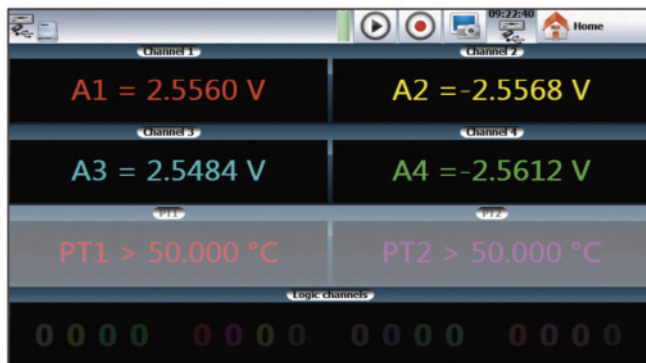 09:22:40
Home
Channel 1 Channel 2
A1 = 2.5560 V A2 =-2.5568 V
Channel 3 Channel 4
A3 = 2.5484 V A4 =-2.5612 V
PT1 PT2
PT1 > 50.000 °C PT2 > 50.000 °C
Logic channels
0 0 0 0 0 0 0 0 0 0 0 0 0 0 0 0